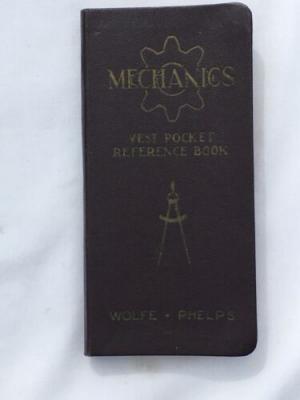 MECHANICS
VEST POCKET
REFERENCE BOOK
WOLFE • PHELPS